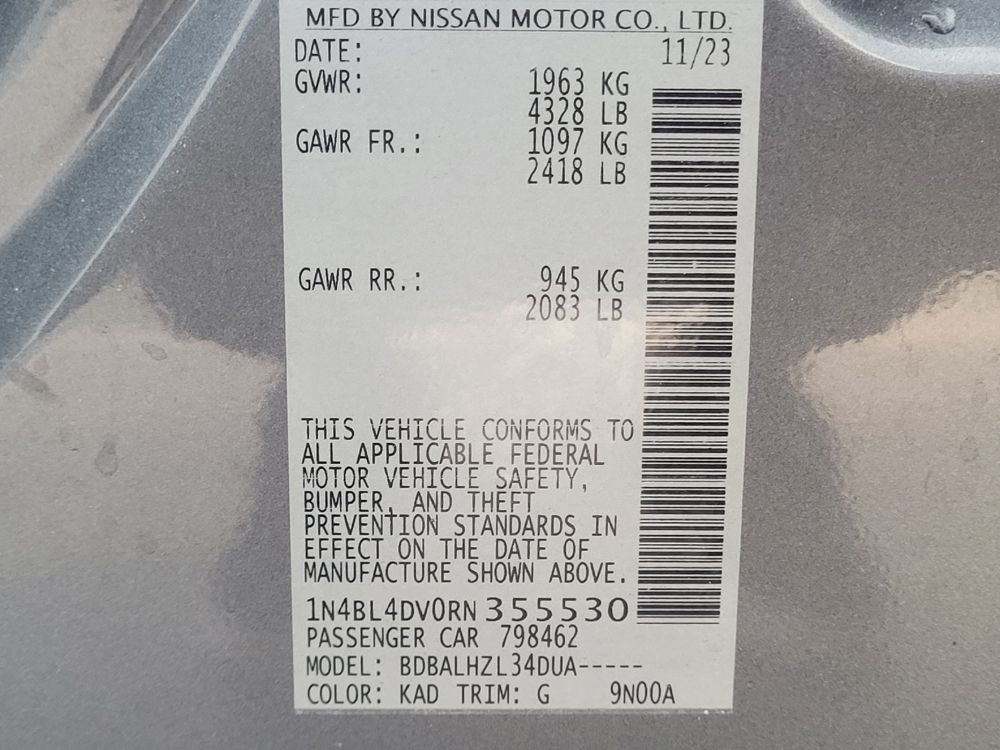 MFD BY NISSAN MOTOR CO., LTD.
DATE: 11/23
GVWR: 1963 KG
4328 LB
GAWR FR.: 1097 KG
2418 LB
GAWR RR.: 945 KG
2083 LB
THIS VEHICLE CONFORMS TO
ALL APPLICABLE FEDERAL
MOTOR VEHICLE SAFETY,
BUMPER, AND THEFT
PREVENTION STANDARDS IN
EFFECT ON THE DATE OF
MANUFACTURE SHOWN ABOVE.
1N4BL4DV0RN355530
PASSENGER CAR 798462
MODEL: BDBALHZL34DUA-----
COLOR: KAD TRIM: G 9N00A